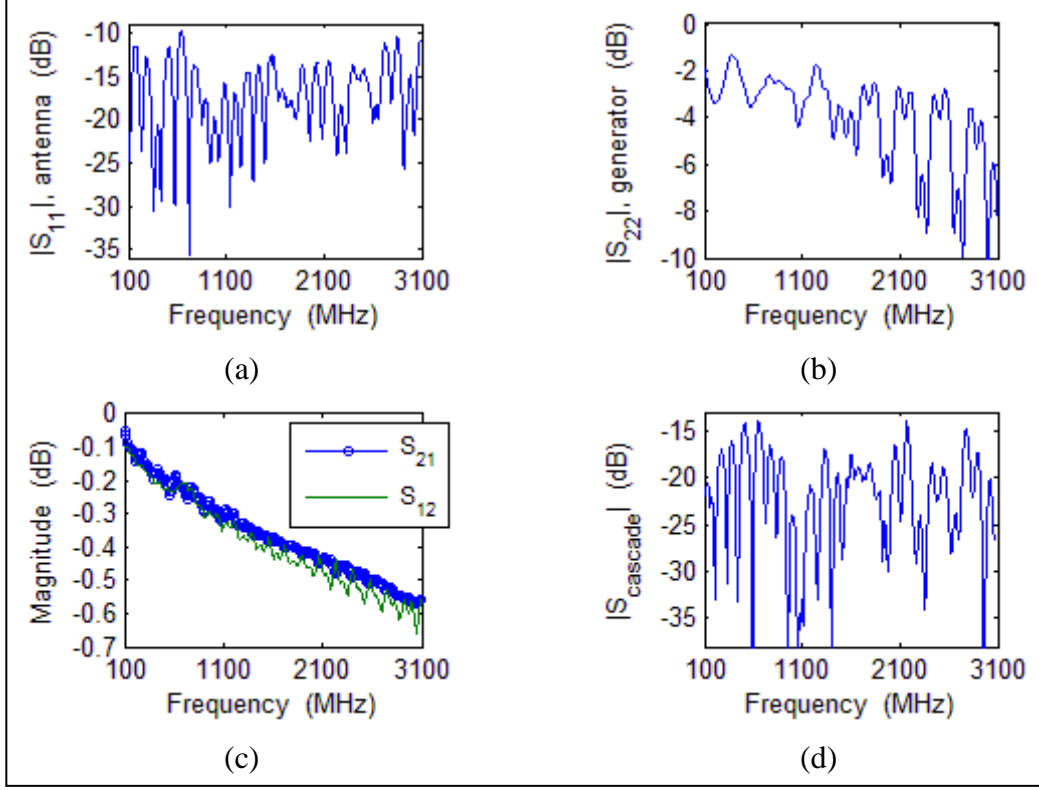 -10
-15
-20
-25
-30
-35
|S11|, antenna (dB)
100 1100 2100 3100
Frequency (MHz)
(a)
0
-2
-4
-6
-8
-10
|S22|, generator (dB)
100 1100 2100 3100
Frequency (MHz)
(b)
0
-0.1
-0.2
-0.3
-0.4
-0.5
-0.6
-0.7
Magnitude (dB)
S21
S12
100 1100 2100 3100
Frequency (MHz)
(c)
-15
-20
-25
-30
-35
|Scascade| (dB)
100 1100 2100 3100
Frequency (MHz)
(d)